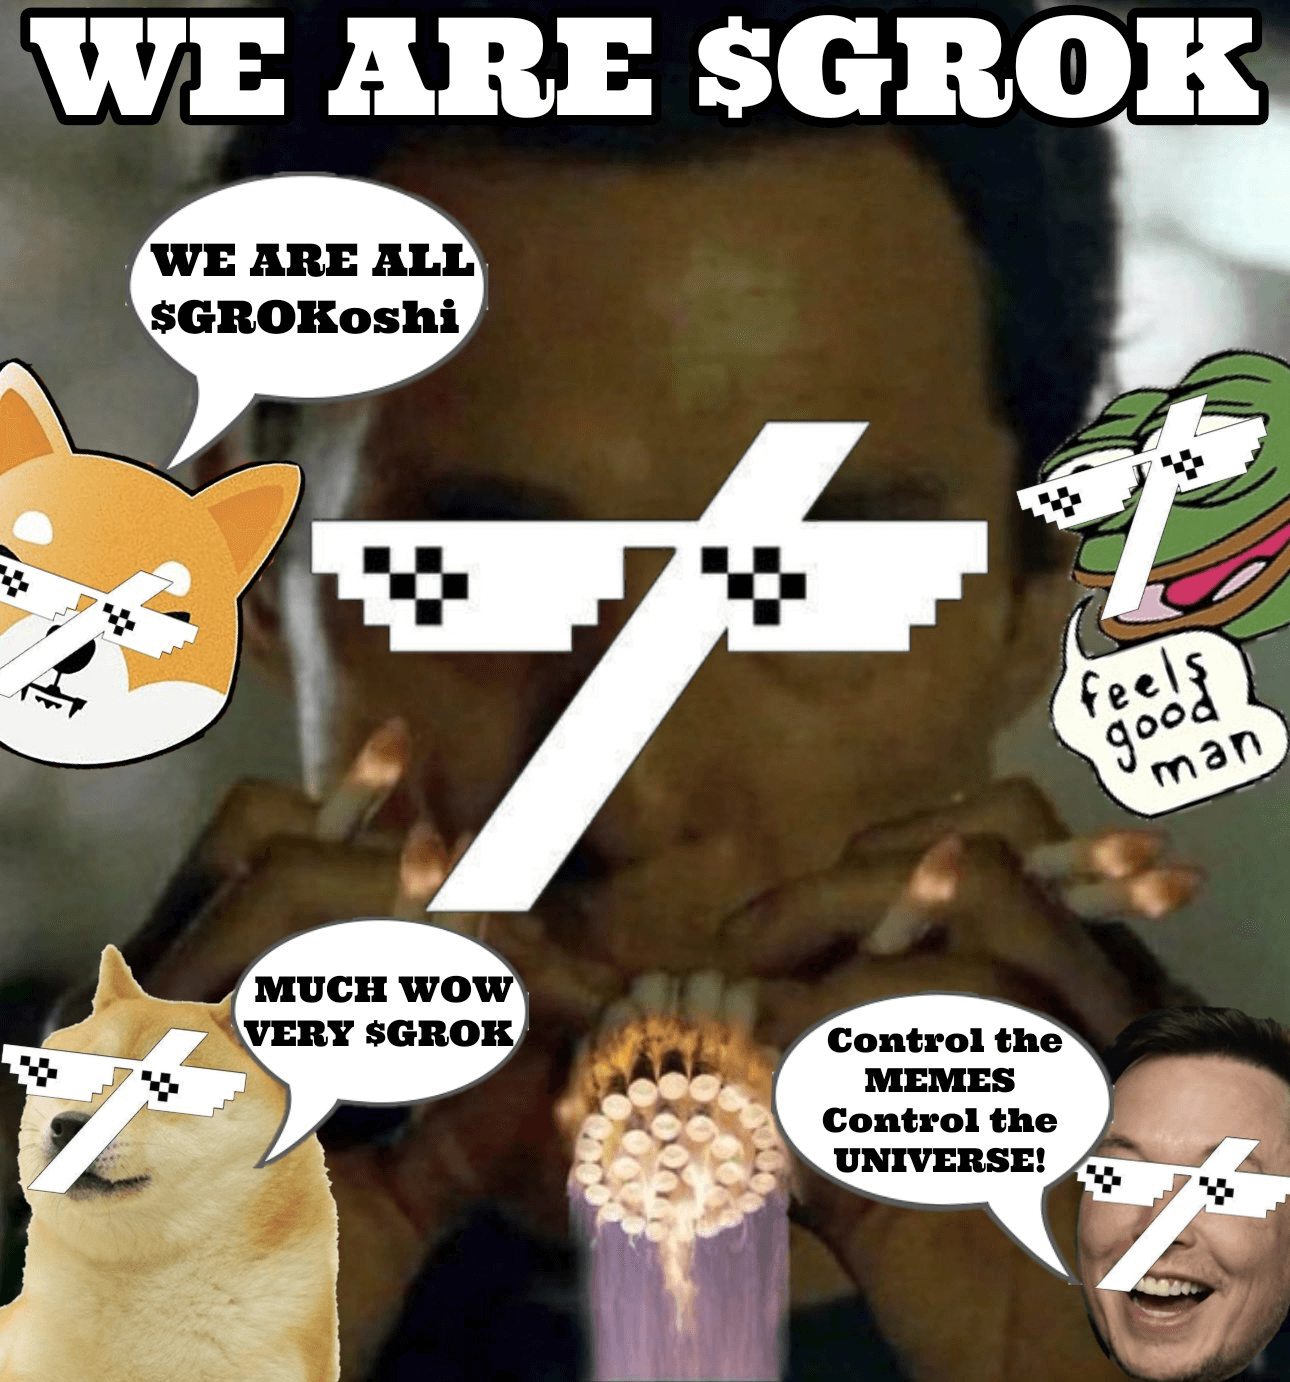 WE ARE $GROK
WE ARE ALL
$GROKoshi
feels
good
man
MUCH WOW
VERY $GROK
Control the
MEMES
Control the
UNIVERSE!